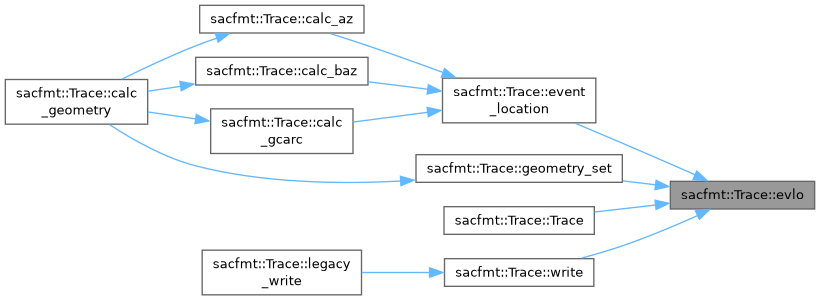 sacfmt::Trace::calc_az
sacfmt::Trace::calc_baz
sacfmt::Trace::event
_location
sacfmt::Trace::calc
_geometry
sacfmt::Trace::calc
_gcarc
sacfmt::Trace::geometry_set
sacfmt::Trace::evlo
sacfmt::Trace::Trace
sacfmt::Trace::legacy
_write
sacfmt::Trace::write